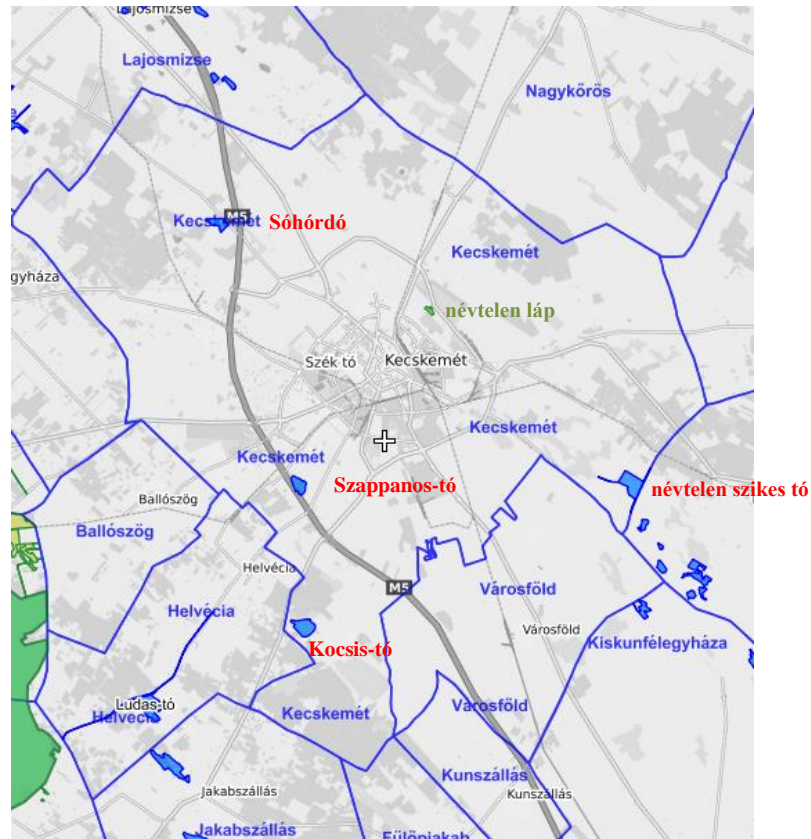 Lajosmizse
Lajosmizse
Nagykőrös
M5
Kecskemét
Sóhórdó
Kecskemét
gyháza
névtelen láp
Szék tó
Kecskemét
Kecskemét
Kecskemét
Szappanos-tó
névtelen szikes tó
Ballószög
Ballószög
Helvécia
M5
Helvécia
Városföld
Városföld
Kiskunfélegyháza
Kocsis-tó
Ludas-tó
Helvécia
Kecskemét
Városföld
Kunszállás
Jakabszállás
Kunszállás
Jakabszállás
Fülöpjakab